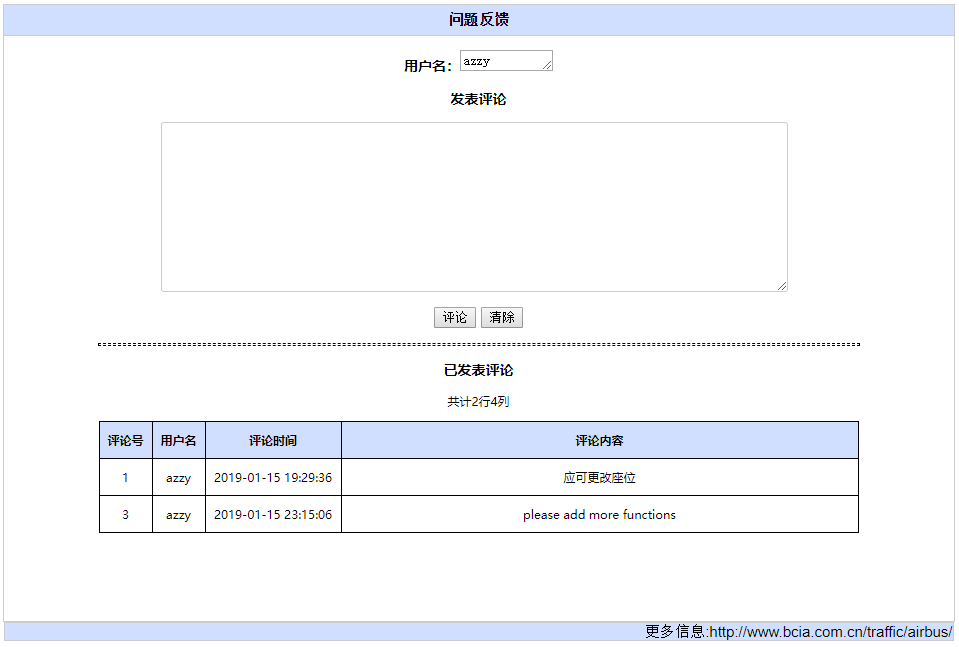 问题反馈
用户名: azzy
发表评论
评论 清除
已发表评论
共计2行4列
评论号 用户名 评论时间 评论内容
1 azzy 2019-01-15 19:29:36 应可更改座位
3 azzy 2019-01-15 23:15:06 please add more functions
更多信息:http://www.bcia.com.cn/traffic/airbus/